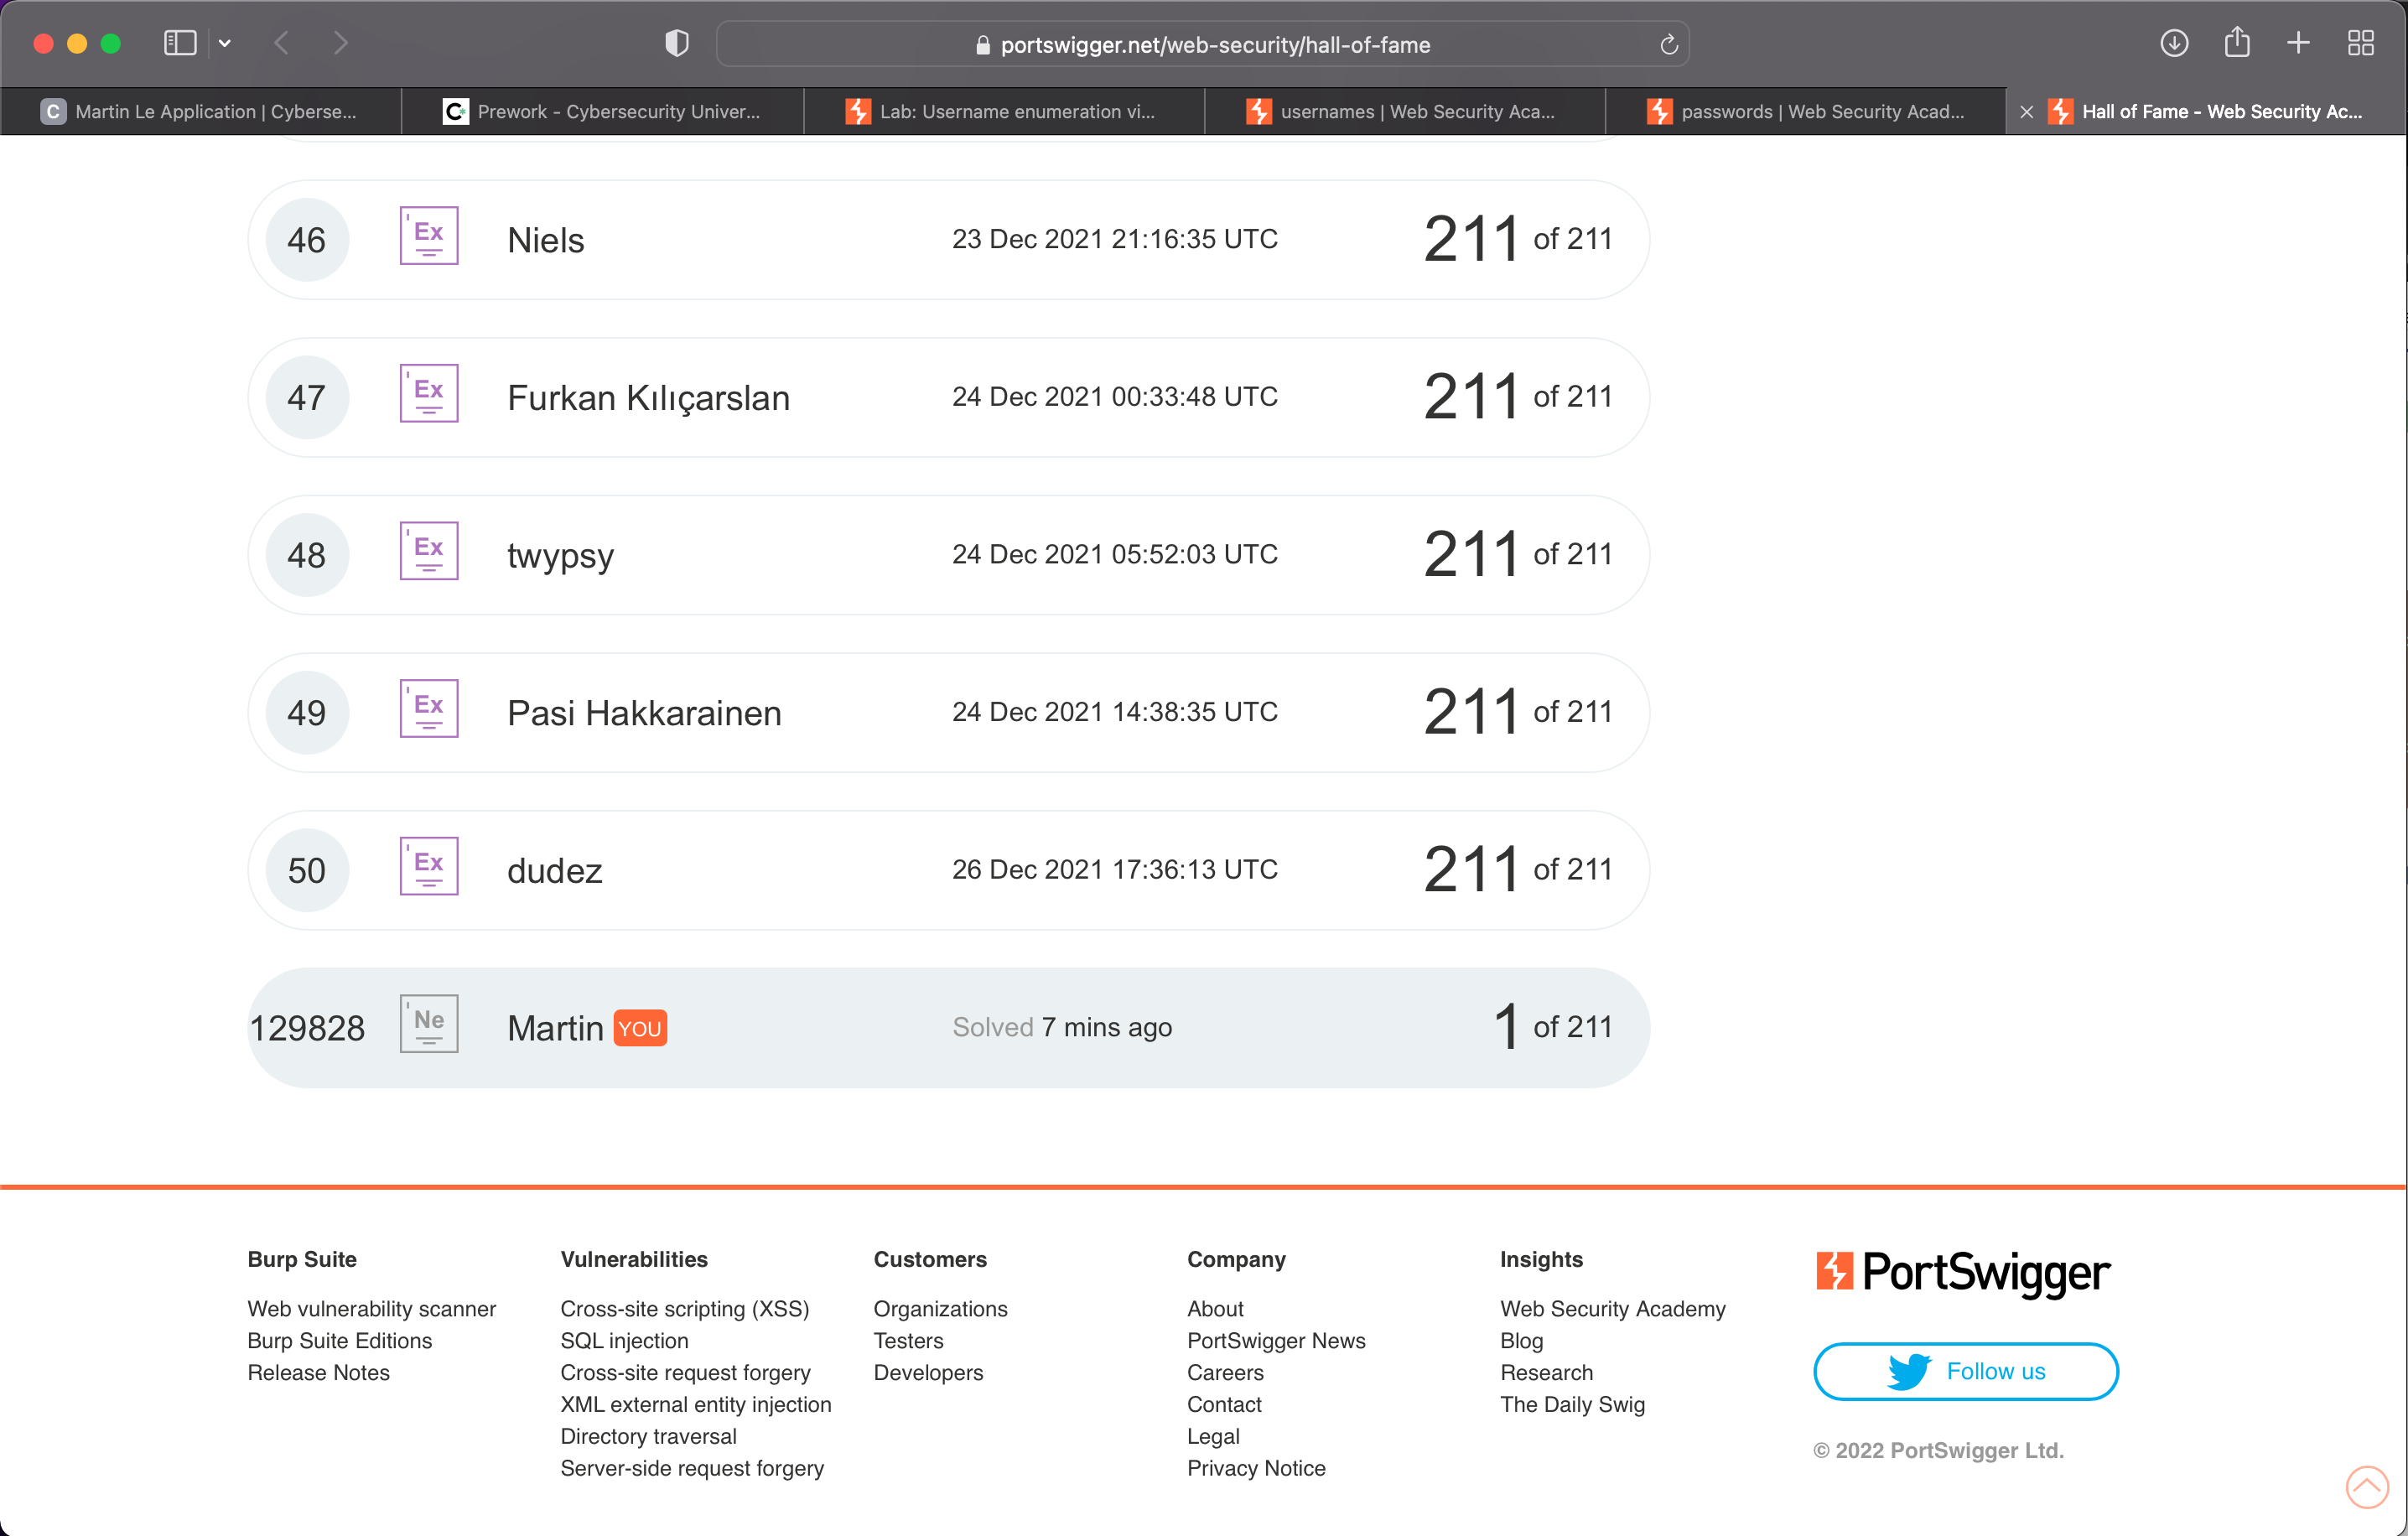 portswigger.net/web-security/hall-of-fame
C Martin Le Application | Cyberse...
C Prework - Cybersecurity Univer...
Lab: Username enumeration vi...
usernames | Web Security Aca...
passwords | Web Security Acad...
Hall of Fame - Web Security Ac...
46 Ex Niels 23 Dec 2021 21:16:35 UTC 211 of 211
47 Ex Furkan Kılıçarslan 24 Dec 2021 00:33:48 UTC 211 of 211
48 Ex twypsy 24 Dec 2021 05:52:03 UTC 211 of 211
49 Ex Pasi Hakkarainen 24 Dec 2021 14:38:35 UTC 211 of 211
50 Ex dudez 26 Dec 2021 17:36:13 UTC 211 of 211
129828 Ne Martin YOU Solved 7 mins ago 1 of 211
Burp Suite
Web vulnerability scanner
Burp Suite Editions
Release Notes
Vulnerabilities
Cross-site scripting (XSS)
SQL injection
Cross-site request forgery
XML external entity injection
Directory traversal
Server-side request forgery
Customers
Organizations
Testers
Developers
Company
About
PortSwigger News
Careers
Contact
Legal
Privacy Notice
Insights
Web Security Academy
Blog
Research
The Daily Swig
PortSwigger
Follow us
© 2022 PortSwigger Ltd.